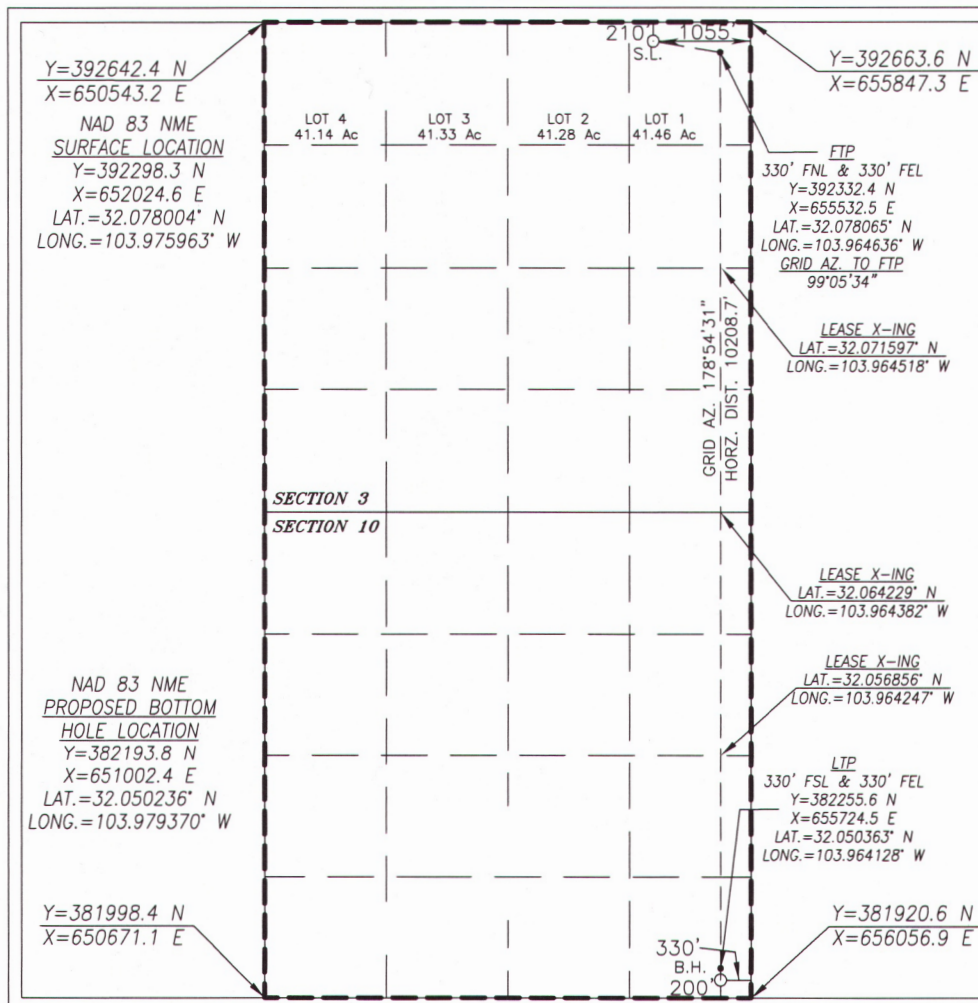 210' 1055'
S.L.
Y=392642.4 N
X=650543.2 E
Y=392663.6 N
X=655847.3 E
NAD 83 NME
SURFACE LOCATION
Y=392298.3 N
X=652024.6 E
LAT.=32.078004° N
LONG.=103.975963° W
LOT 4
41.14 Ac
LOT 3
41.33 Ac
LOT 2
41.28 Ac
LOT 1
41.46 Ac
FTP
330' FNL & 330' FEL
Y=392332.4 N
X=655532.5 E
LAT.=32.078065° N
LONG.=103.964636° W
GRID AZ. TO FTP
99°05'34"
LEASE X-ING
LAT.=32.071597° N
LONG.=103.964518° W
GRID AZ. 178°54'31"
HORZ. DIST. 10208.7'
SECTION 3
SECTION 10
LEASE X-ING
LAT.=32.064229° N
LONG.=103.964382° W
LEASE X-ING
LAT.=32.056856° N
LONG.=103.964247° W
NAD 83 NME
PROPOSED BOTTOM
HOLE LOCATION
Y=382193.8 N
X=651002.4 E
LAT.=32.050236° N
LONG.=103.979370° W
LTP
330' FSL & 330' FEL
Y=382255.6 N
X=655724.5 E
LAT.=32.050363° N
LONG.=103.964128° W
Y=381998.4 N
X=650671.1 E
330'
B.H.
200'
Y=381920.6 N
X=656056.9 E